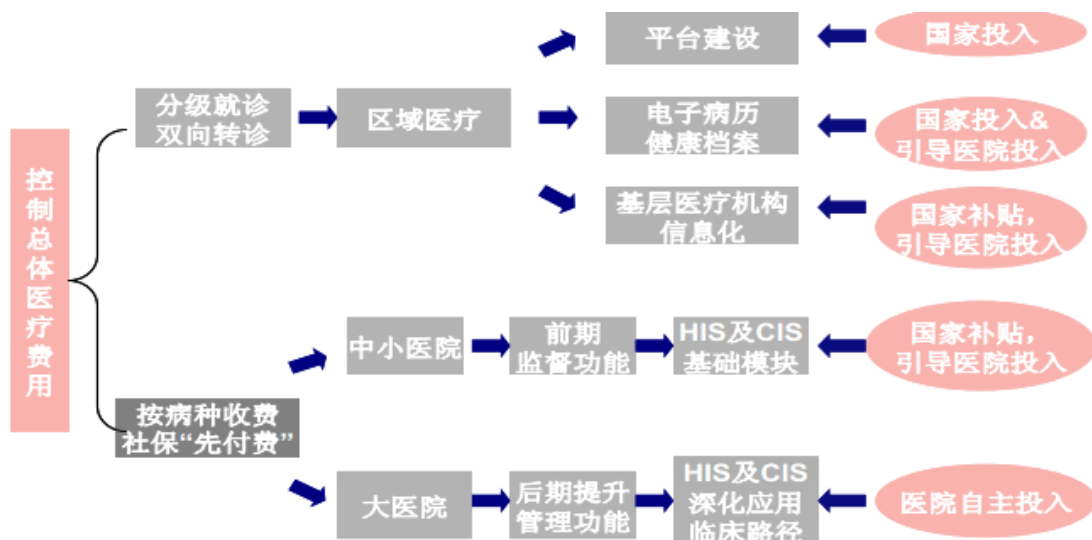 控制总体医疗费用
分级就诊
双向转诊
区域医疗
平台建设
国家投入
电子病历
健康档案
国家投入&
引导医院投入
基层医疗机构
信息化
国家补贴，
引导医院投入
按病种收费
社保“先付费”
中小医院
前期
监督功能
HIS及CIS
基础模块
国家补贴，
引导医院投入
大医院
后期提升
管理功能
HIS及CIS
深化应用
临床路径
医院自主投入